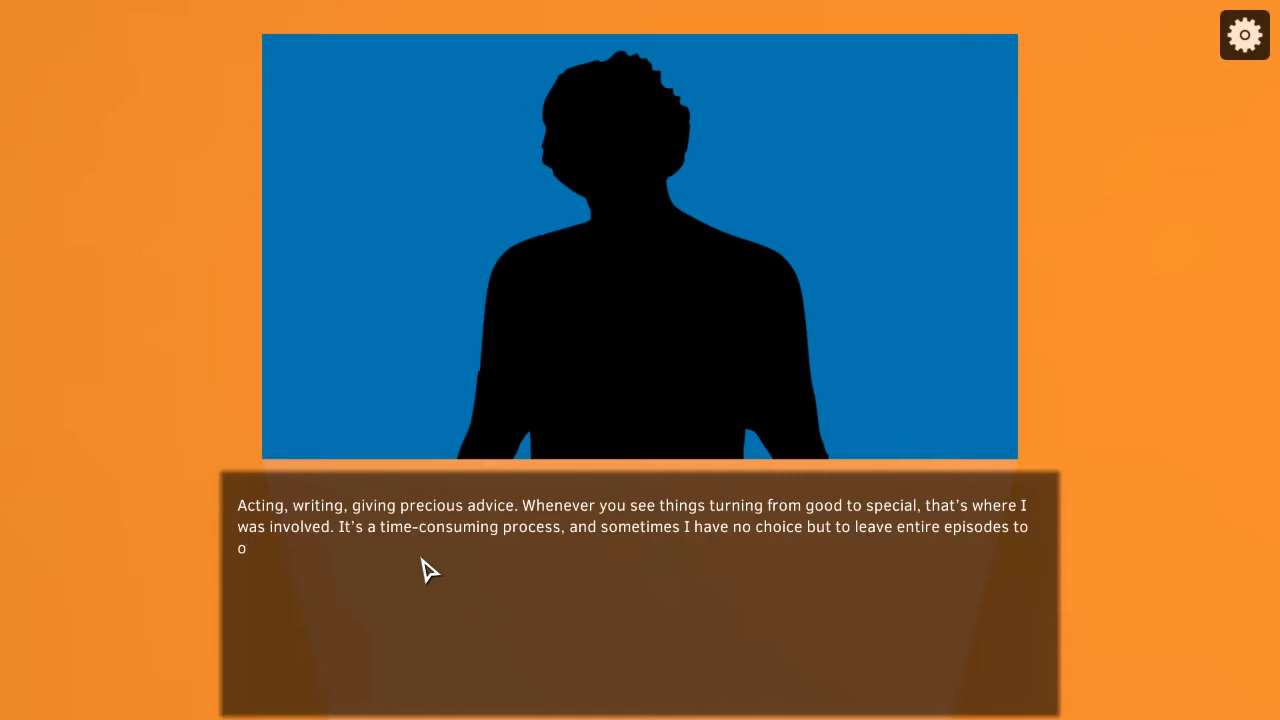 Acting, writing, giving precious advice. Whenever you see things turning from good to special, that's where I
was involved. It's a time-consuming process, and sometimes I have no choice but to leave entire episodes to
o